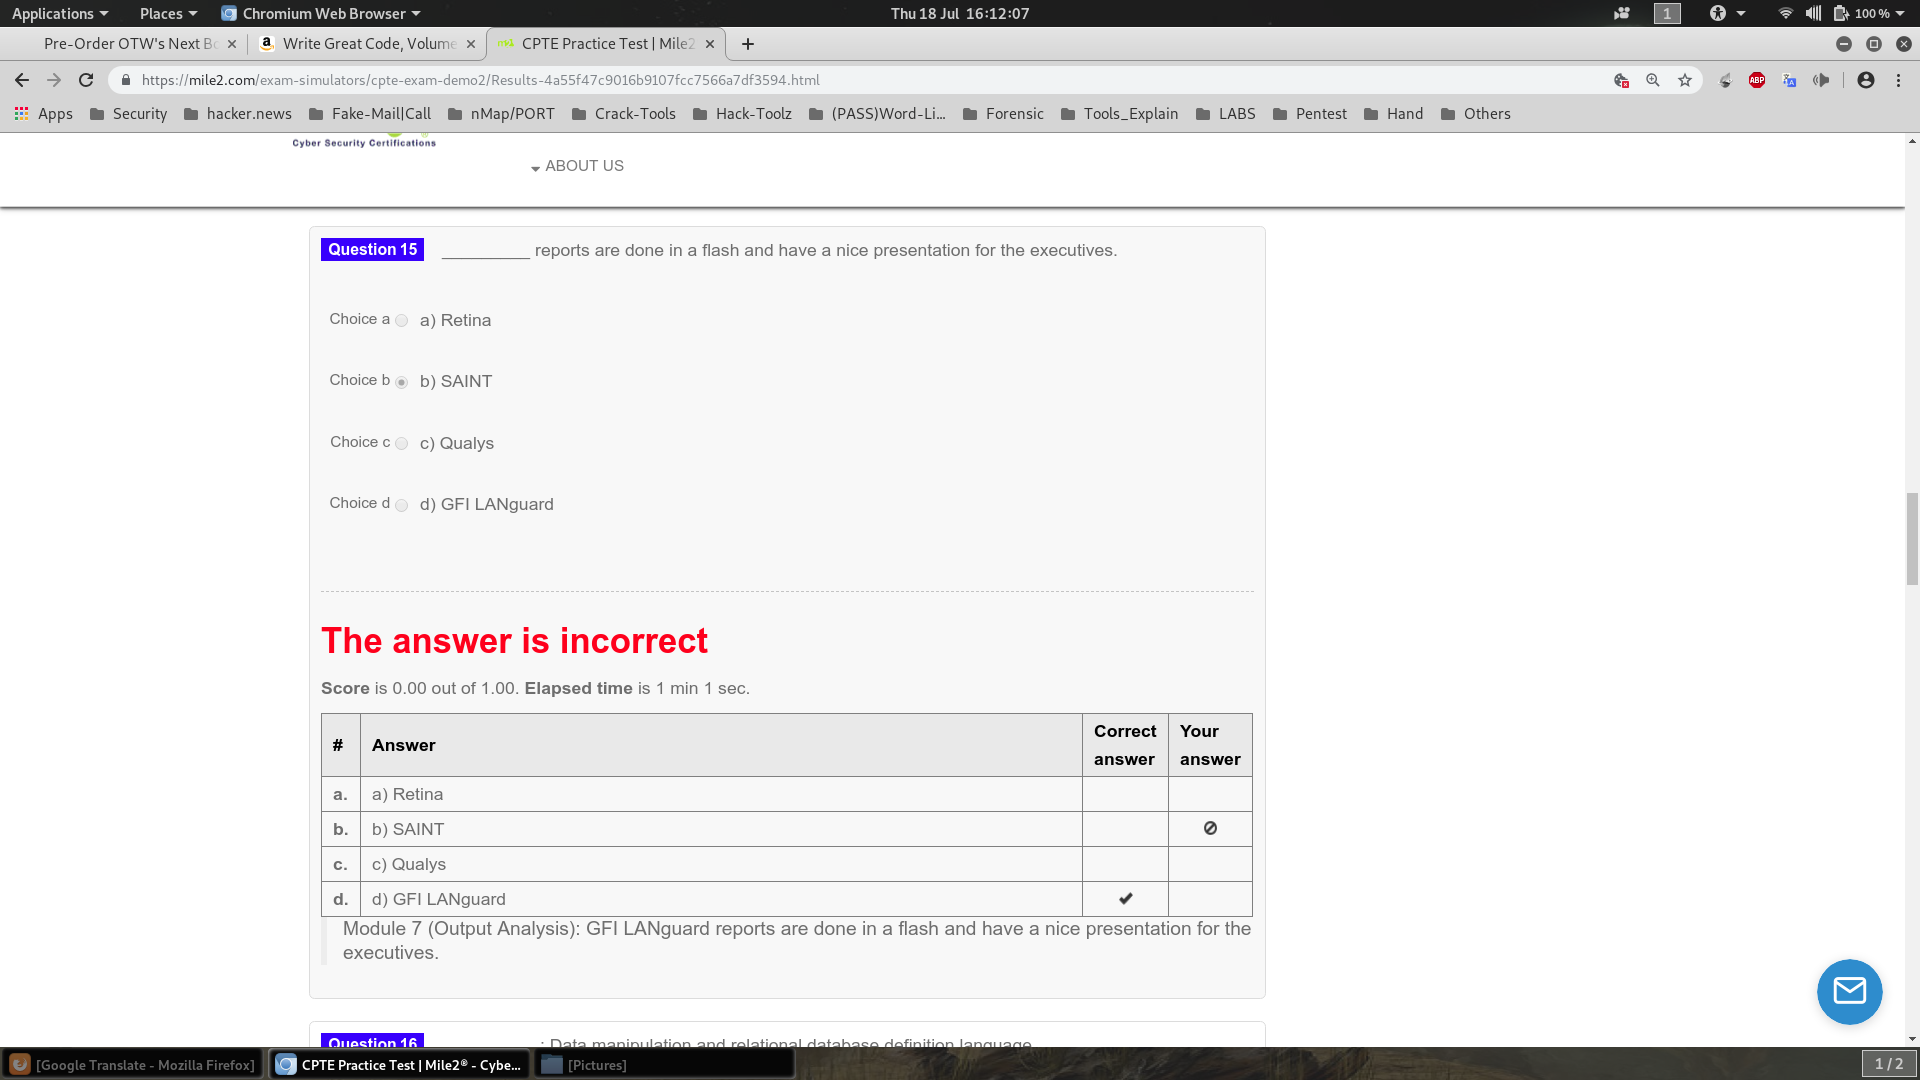 Applications Places Chromium Web Browser Thu 18 Jul 16:12:07 1 100 %
Pre-Order OTW's Next Bo Write Great Code, Volume CPTE Practice Test | Mile2
https://mile2.com/exam-simulators/cpte-exam-demo2/Results-4a55f47c9016b9107fcc7566a7df3594.html ABP
Apps Security hacker.news Fake-Mail|Call nMap/PORT Crack-Tools Hack-Toolz (PASS)Word-Li... Forensic Tools_Explain LABS Pentest Hand Others
Cyber Security Certifications
ABOUT US
Question 15 _________ reports are done in a flash and have a nice presentation for the executives.
Choice a a) Retina
Choice b b) SAINT
Choice c c) Qualys
Choice d d) GFI LANguard
The answer is incorrect
Score is 0.00 out of 1.00. Elapsed time is 1 min 1 sec.
# Answer Correct answer Your answer
a. a) Retina
b. b) SAINT
c. c) Qualys
d. d) GFI LANguard
Module 7 (Output Analysis): GFI LANguard reports are done in a flash and have a nice presentation for the
executives.
Question 16 : Data manipulation and relational database definition language
[Google Translate - Mozilla Firefox] CPTE Practice Test | Mile2® - Cybe... [Pictures] 1 / 2